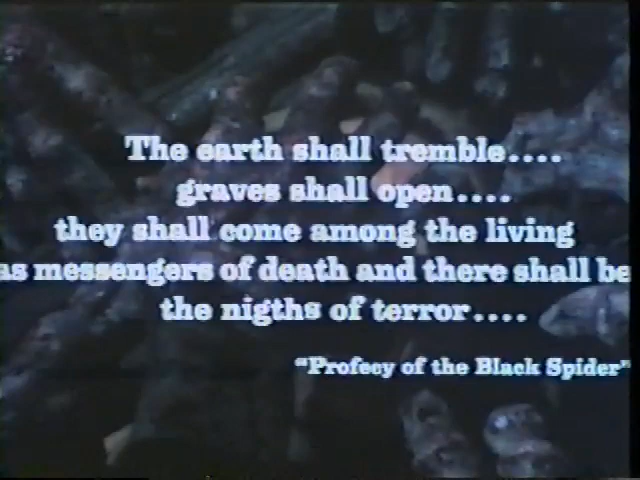 The earth shall tremble....
graves shall open....
they shall come among the living
as messengers of death and there shall be
the nigths of terror....
"Profecy of the Black Spider"